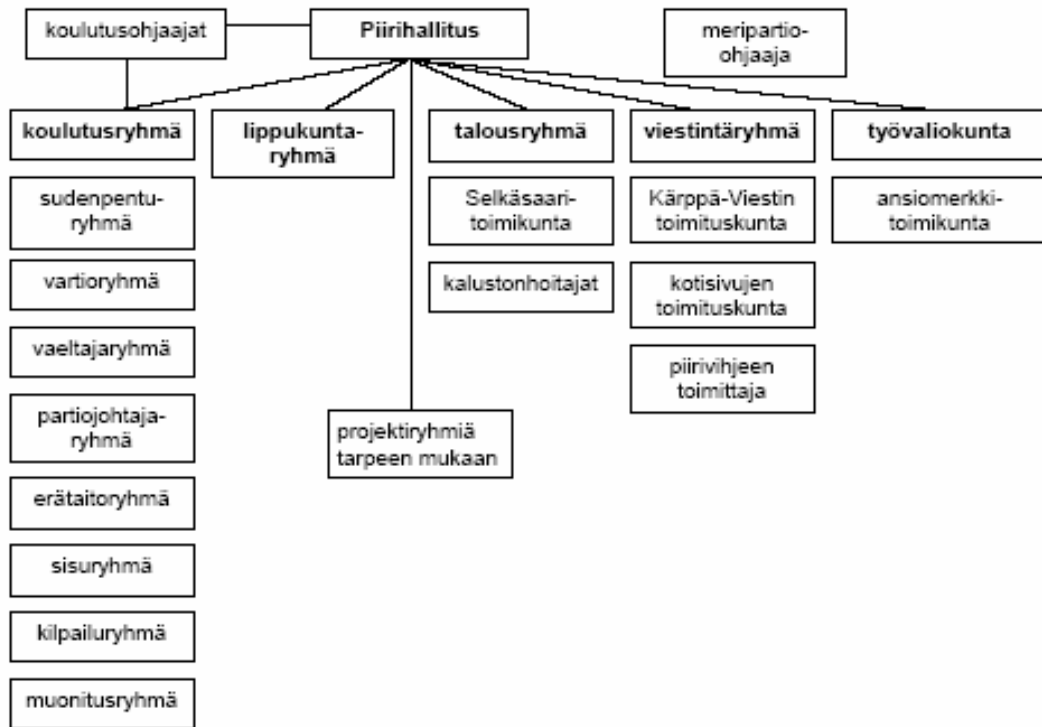 koulutusohjaajat
Piirihallitus
meripartio-
ohjaaja
koulutusryhmä
lippukunta-
ryhmä
talousryhmä
viestintäryhmä
työvaliokunta
sudenpentu-
ryhmä
Selkäsaari-
toimikunta
Kärppä-Viestin
toimituskunta
ansiomerkki-
toimikunta
vartioryhmä
kalustonhoitajat
kotisivujen
toimituskunta
vaeltajaryhmä
piirivihjeen
toimittaja
partiojohtaja-
ryhmä
projektiryhmiä
tarpeen mukaan
erätaitoryhmä
sisuryhmä
kilpailuryhmä
muonitusryhmä